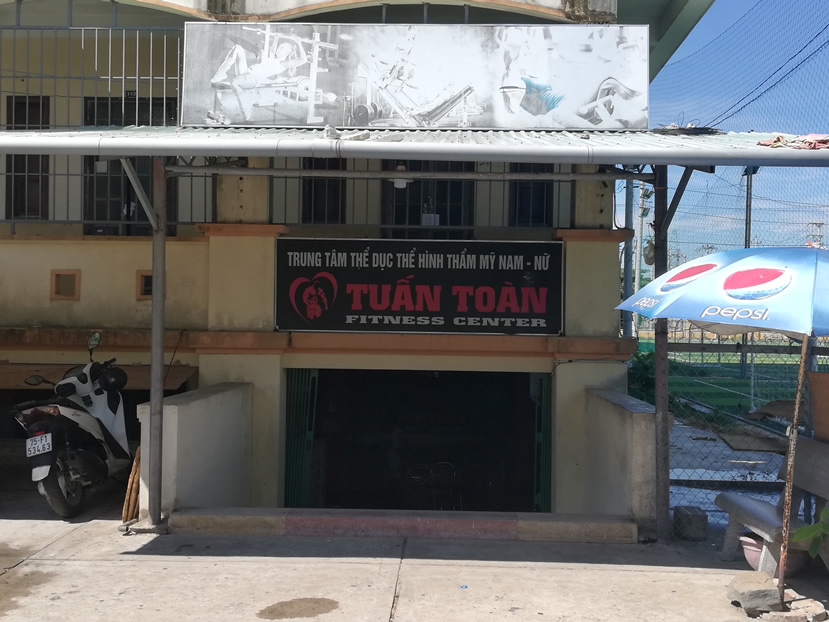 TRUNG TÂM THỂ DỤC THỂ HÌNH THẨM MỸ NAM - NỮ
TUẤN TOÀN
FITNESS CENTER
pepsi
75-F1
534.63